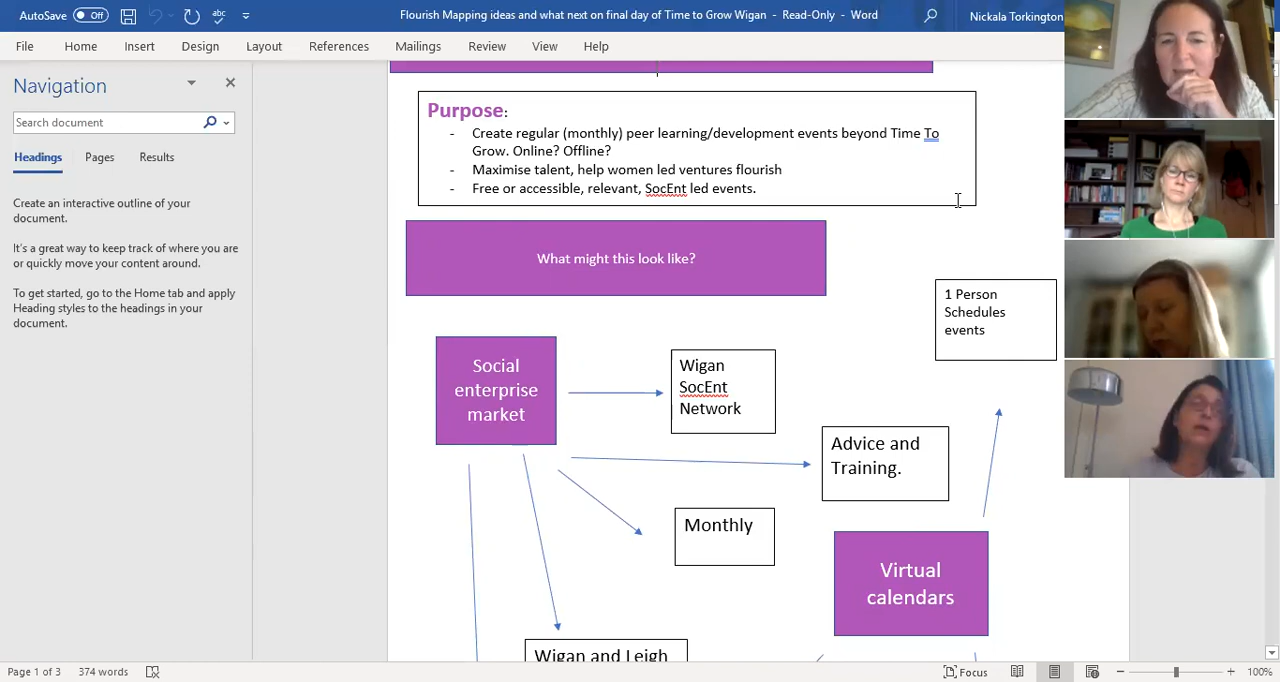 AutoSave Off
abc
Flourish Mapping ideas and what next on final day of Time to Grow Wigan - Read-Only - Word
Nickala Torkington
File Home Insert Design Layout References Mailings Review View Help
Navigation
Search document
Headings Pages Results
Create an interactive outline of your
document.
It's a great way to keep track of where you are
or quickly move your content around.
To get started, go to the Home tab and apply
Heading styles to the headings in your
document.
Purpose:
- Create regular (monthly) peer learning/development events beyond Time To
Grow. Online? Offline?
- Maximise talent, help women led ventures flourish
- Free or accessible, relevant, SocEnt led events.
What might this look like?
1 Person
Schedules
events
Social
enterprise
market
Wigan
SocEnt
Network
Advice and
Training.
Monthly
Virtual
calendars
Wigan and Leigh
Page 1 of 3 374 words
Focus
100%